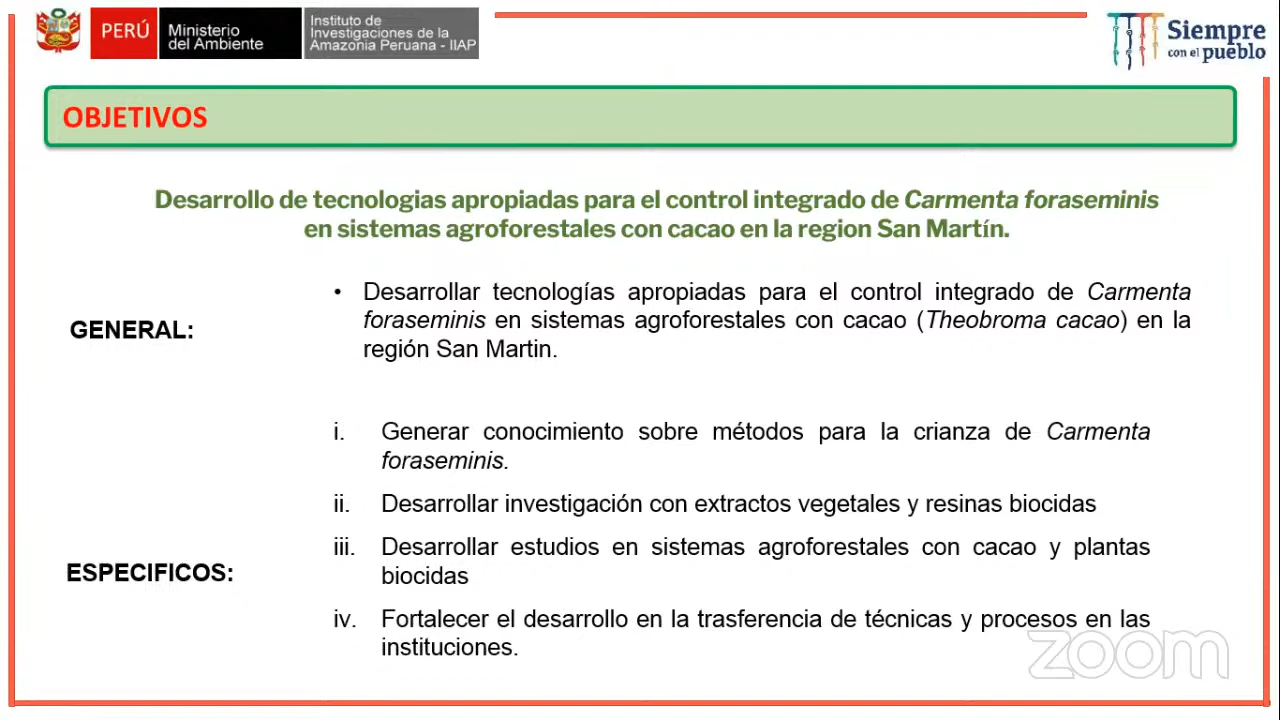 PERÚ
Ministerio
del Ambiente
Instituto de
Investigaciones de la
Amazonia Peruana - IIAP
Siempre
con el pueblo
OBJETIVOS
Desarrollo de tecnologias apropiadas para el control integrado de Carmenta foraseminis
en sistemas agroforestales con cacao en la region San Martín.
GENERAL:
• Desarrollar tecnologías apropiadas para el control integrado de Carmenta
foraseminis en sistemas agroforestales con cacao (Theobroma cacao) en la
región San Martin.
ESPECIFICOS:
i. Generar conocimiento sobre métodos para la crianza de Carmenta
foraseminis.
ii. Desarrollar investigación con extractos vegetales y resinas biocidas
iii. Desarrollar estudios en sistemas agroforestales con cacao y plantas
biocidas
iv. Fortalecer el desarrollo en la trasferencia de técnicas y procesos en las
instituciones.
zoom